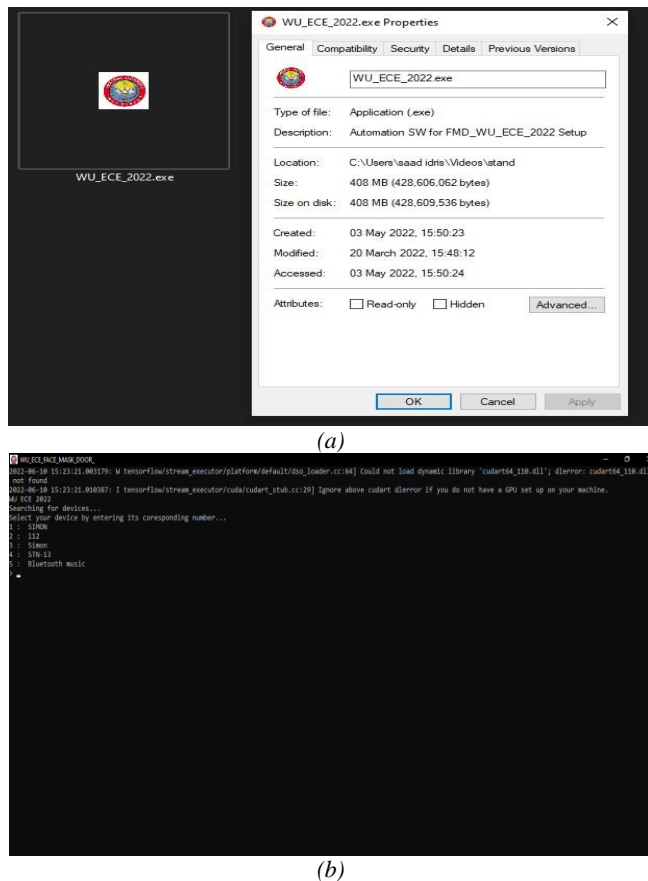 WU_ECE_2022.exe
WU_ECE_2022.exe Properties
General Compatibility Security Details Previous Versions
WU_ECE_2022.exe
Type of file: Application (.exe)
Description: Automation SW for FMD_WU_ECE_2022 Setup
Location: C:\Users\saad idris\Videos\stand
Size: 408 MB (428,606,062 bytes)
Size on disk: 408 MB (428,609,536 bytes)
Created: 03 May 2022, 15:50:23
Modified: 20 March 2022, 15:48:12
Accessed: 03 May 2022, 15:50:24
Attributes: Read-only Hidden Advanced...
OK Cancel Apply
(a)
WU_ECE_FACE_MASK_DOOR_
2022-06-10 15:23:21.003179: W tensorflow/stream_executor/platform/default/dso_loader.cc:64] Could not load dynamic library 'cudart64_110.dll'; dlerror: cudart64_110.dl
not found
2022-06-10 15:23:21.010387: I tensorflow/stream_executor/cuda/cudart_stub.cc:29] Ignore above cudart dlerror if you do not have a GPU set up on your machine.
WU ECE 2022
Searching for devices...
Select your device by entering its coresponding number...
1 : SIMON
2 : i12
3 : Simon
4 : STN-13
5 : Bluetooth music
> _
(b)